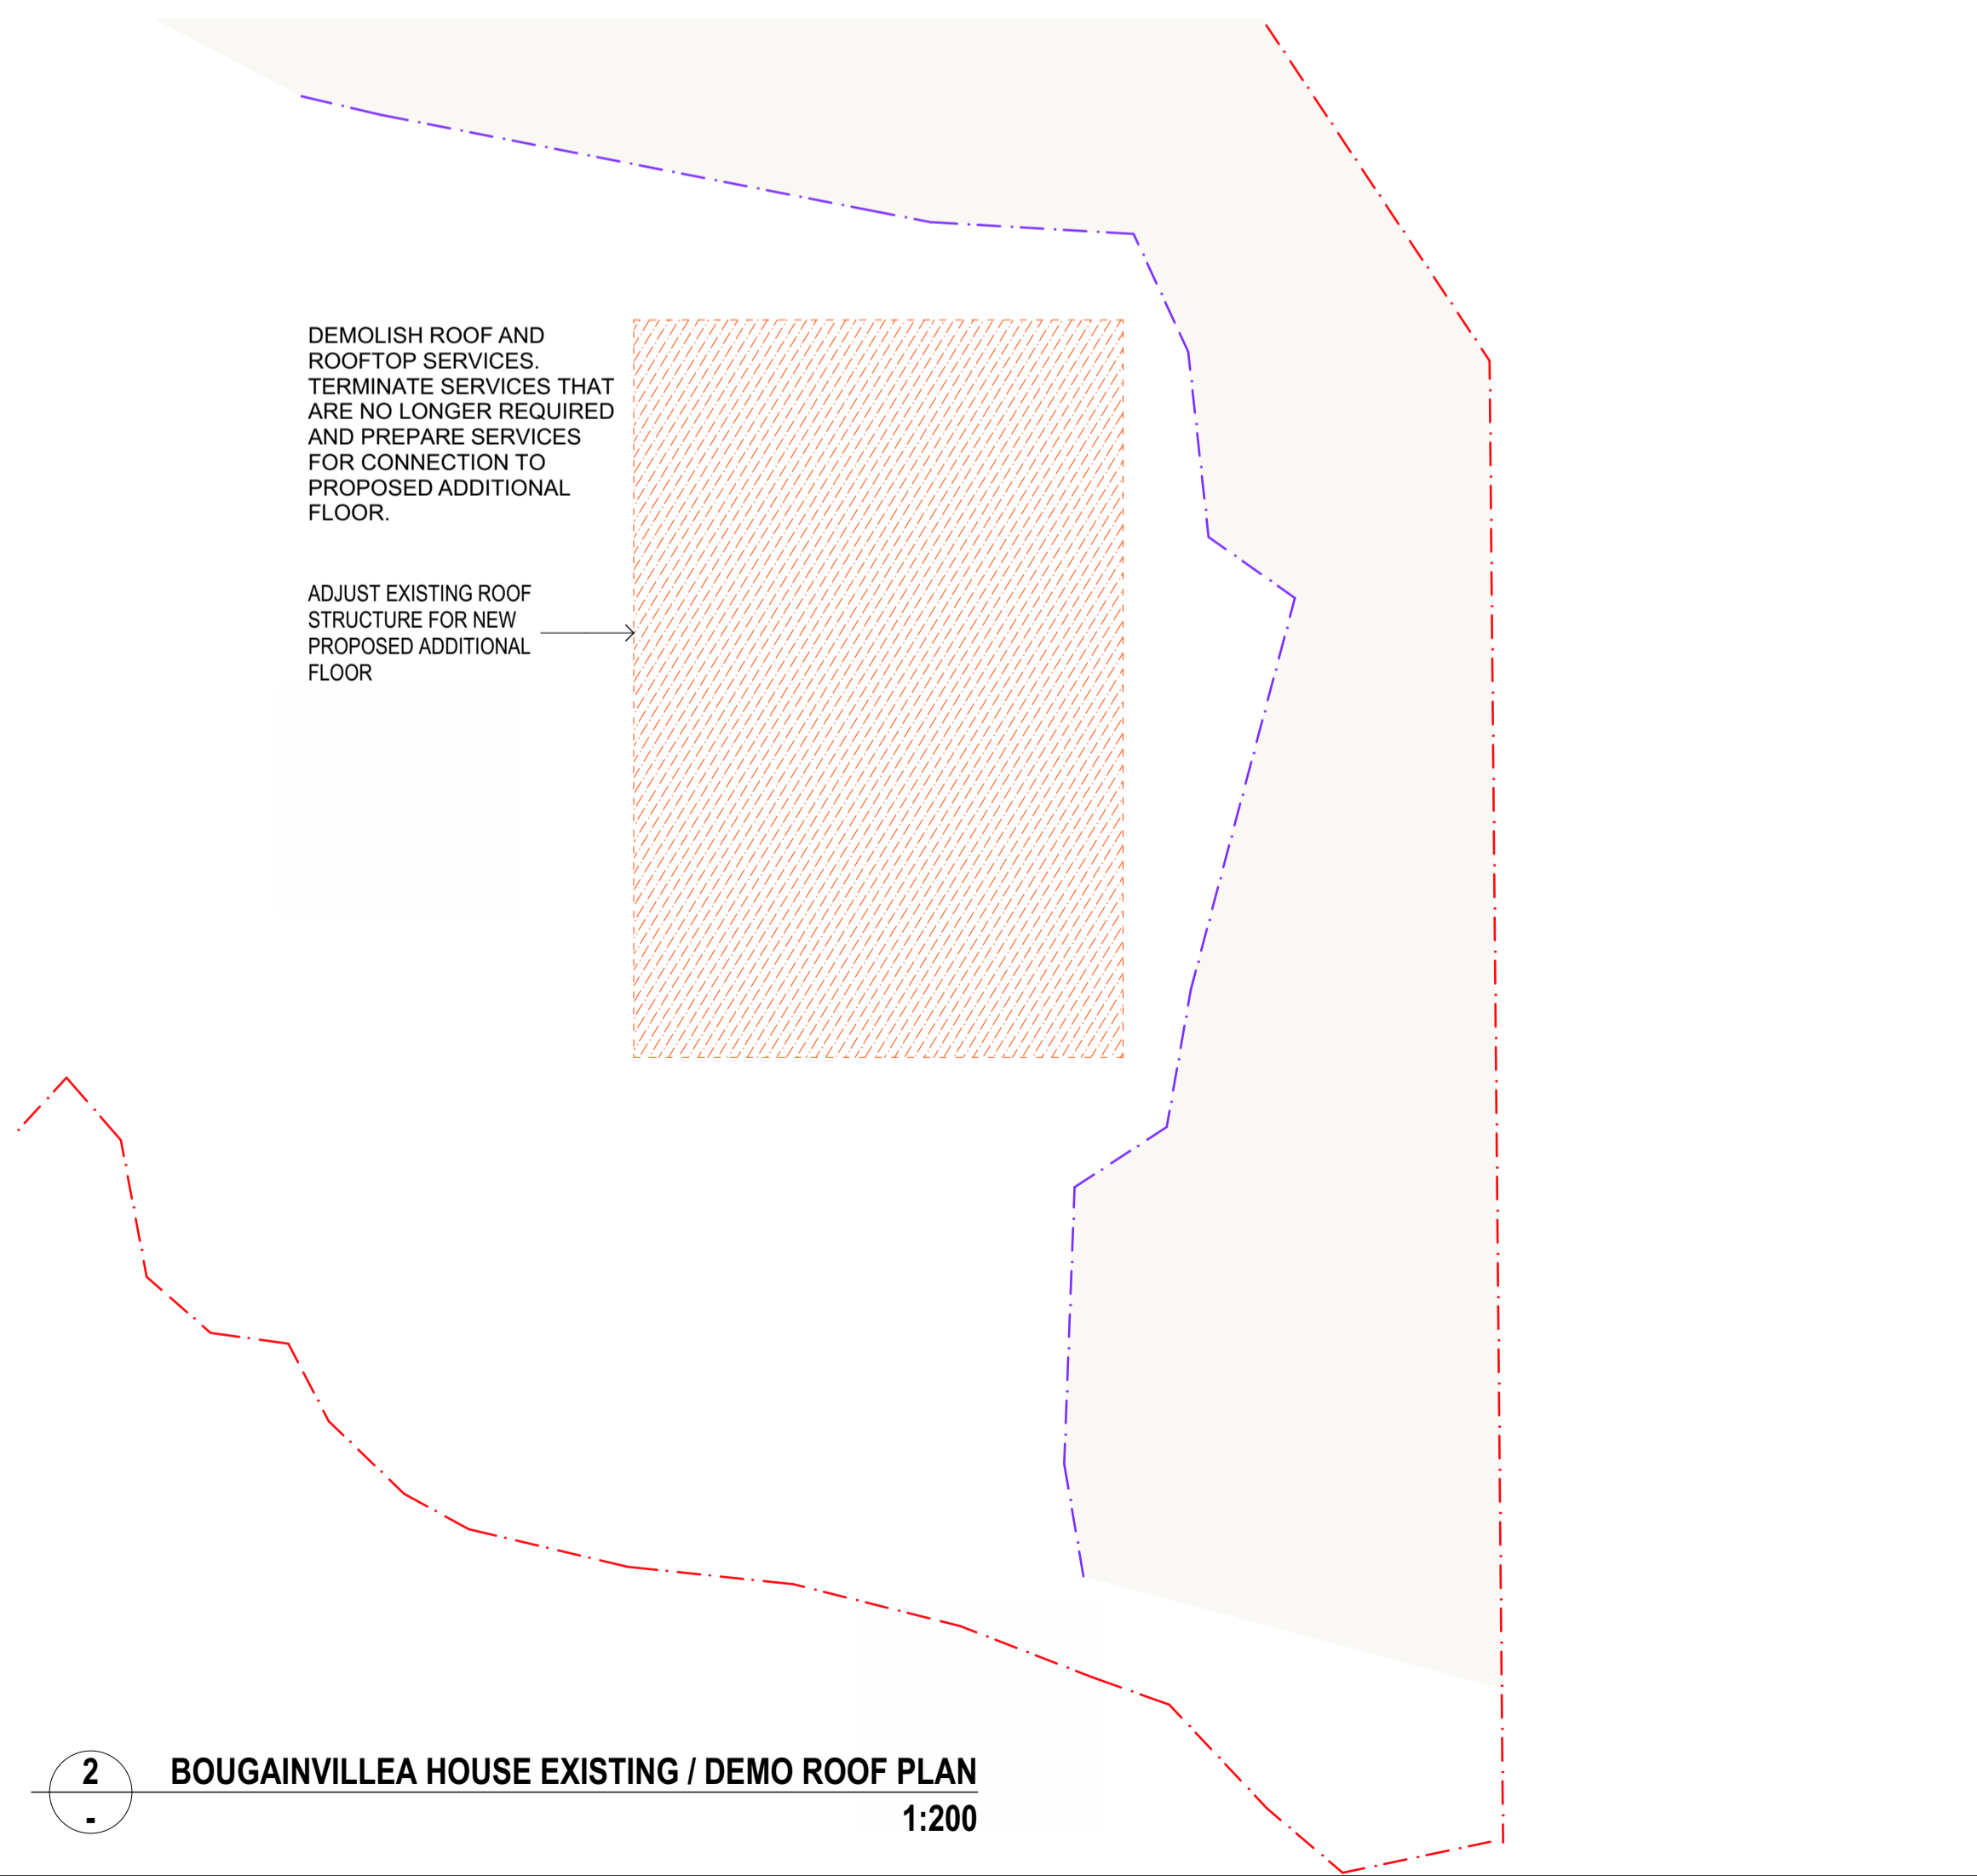 DEMOLISH ROOF AND
ROOFTOP SERVICES.
TERMINATE SERVICES THAT
ARE NO LONGER REQUIRED
AND PREPARE SERVICES
FOR CONNECTION TO
PROPOSED ADDITIONAL
FLOOR.
ADJUST EXISTING ROOF
STRUCTURE FOR NEW
PROPOSED ADDITIONAL
FLOOR
2
-
BOUGAINVILLEA HOUSE EXISTING / DEMO ROOF PLAN
1:200